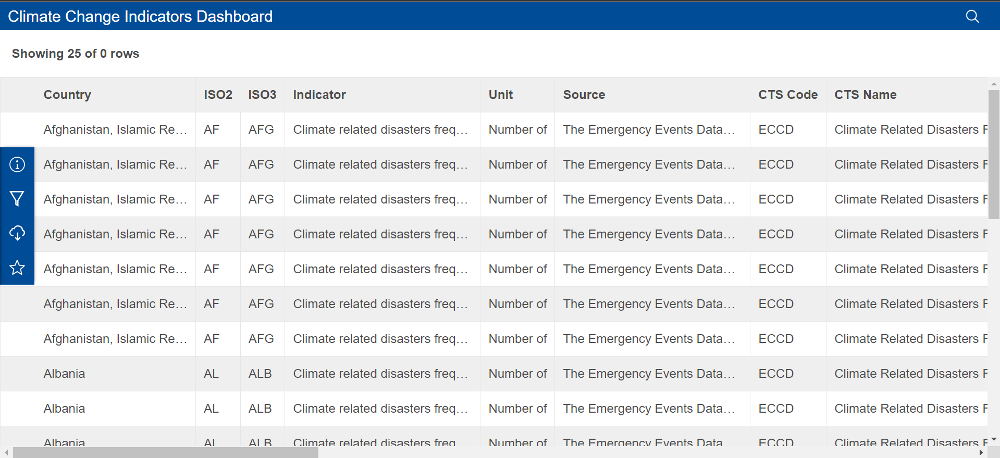 Climate Change Indicators Dashboard
Showing 25 of 0 rows
Country ISO2 ISO3 Indicator Unit Source CTS Code CTS Name
Afghanistan, Islamic Re… AF AFG Climate related disasters freq… Number of The Emergency Events Data… ECCD Climate Related Disasters F
Afghanistan, Islamic Re… AF AFG Climate related disasters freq… Number of The Emergency Events Data… ECCD Climate Related Disasters F
Afghanistan, Islamic Re… AF AFG Climate related disasters freq… Number of The Emergency Events Data… ECCD Climate Related Disasters F
Afghanistan, Islamic Re… AF AFG Climate related disasters freq… Number of The Emergency Events Data… ECCD Climate Related Disasters F
Afghanistan, Islamic Re… AF AFG Climate related disasters freq… Number of The Emergency Events Data… ECCD Climate Related Disasters F
Afghanistan, Islamic Re… AF AFG Climate related disasters freq… Number of The Emergency Events Data… ECCD Climate Related Disasters F
Afghanistan, Islamic Re… AF AFG Climate related disasters freq… Number of The Emergency Events Data… ECCD Climate Related Disasters F
Albania AL ALB Climate related disasters freq… Number of The Emergency Events Data… ECCD Climate Related Disasters F
Albania AL ALB Climate related disasters freq… Number of The Emergency Events Data… ECCD Climate Related Disasters F
Albania AL ALB Climate related disasters freq Number of The Emergency Events Data ECCD Climate Related Disasters F